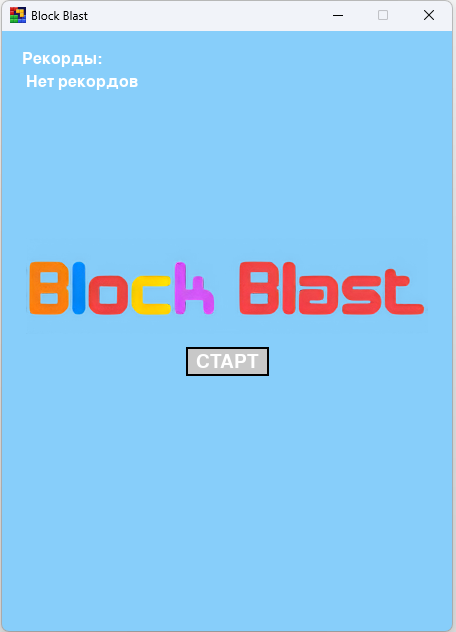 Block Blast
Рекорды:
Нет рекордов
Block Blast
СТАРТ